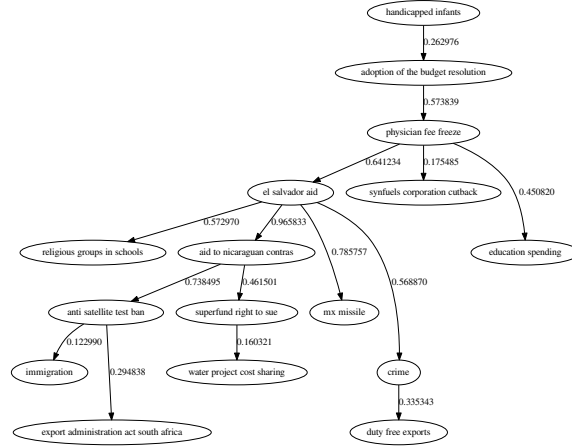 handicapped infants
0.262976
adoption of the budget resolution
0.573839
physician fee freeze
0.641234
0.175485
0.450820
el salvador aid
synfuels corporation cutback
0.572970
0.965833
0.785757
0.568870
religious groups in schools
aid to nicaraguan contras
education spending
0.738495
0.461501
anti satellite test ban
superfund right to sue
mx missile
0.122990
0.294838
0.160321
immigration
water project cost sharing
crime
0.335343
export administration act south africa
duty free exports